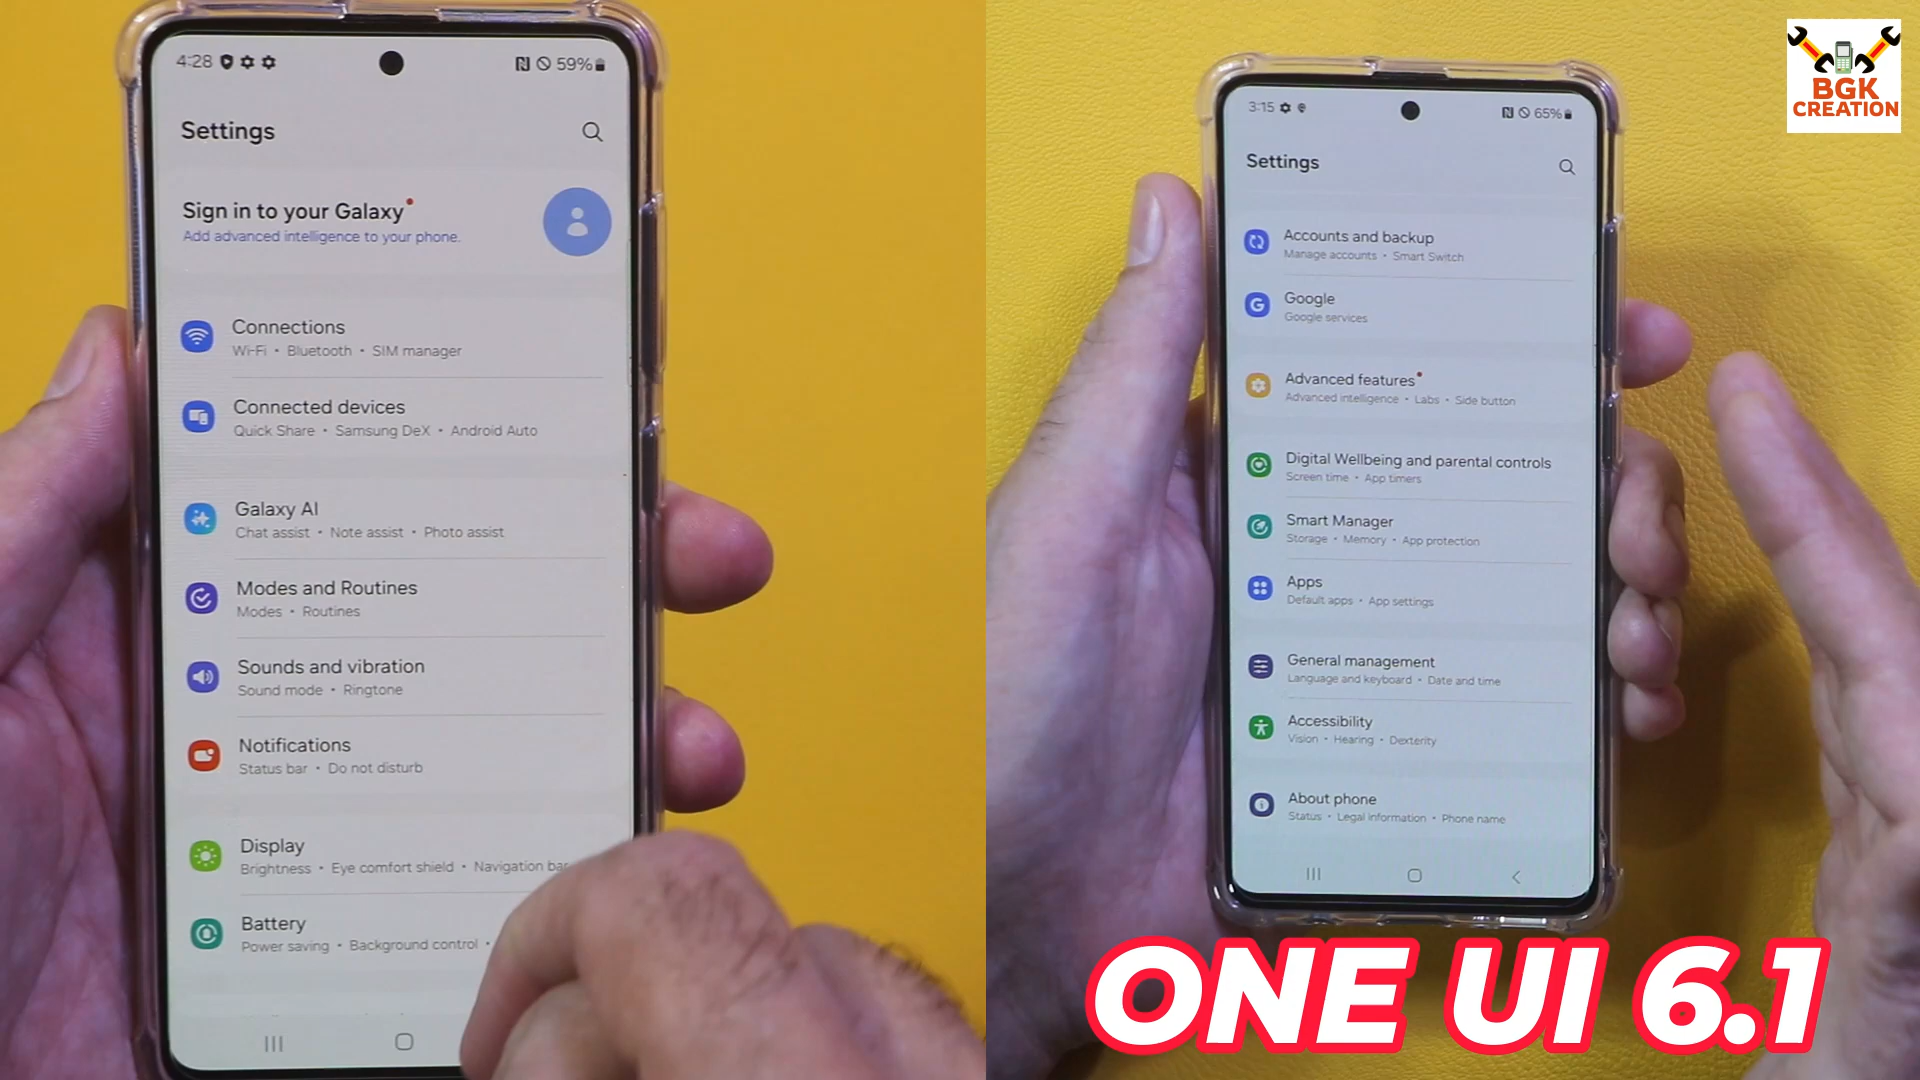 4:28
59%
Settings
Sign in to your Galaxy
Add advanced intelligence to your phone.
Connections
Wi-Fi • Bluetooth • SIM manager
Connected devices
Quick Share • Samsung DeX • Android Auto
Galaxy AI
Chat assist • Note assist • Photo assist
Modes and Routines
Modes • Routines
Sounds and vibration
Sound mode • Ringtone
Notifications
Status bar • Do not disturb
Display
Brightness • Eye comfort shield • Navigation bar
Battery
Power saving • Background control •
3:15
65%
Settings
Accounts and backup
Manage accounts • Smart Switch
Google
Google services
Advanced features
Advanced intelligence • Labs • Side button
Digital Wellbeing and parental controls
Screen time • App timers
Smart Manager
Storage • Memory • App protection
Apps
Default apps • App settings
General management
Language and keyboard • Date and time
Accessibility
Vision • Hearing • Dexterity
About phone
Status • Legal information • Phone name
BGK
CREATION
ONE UI 6.1